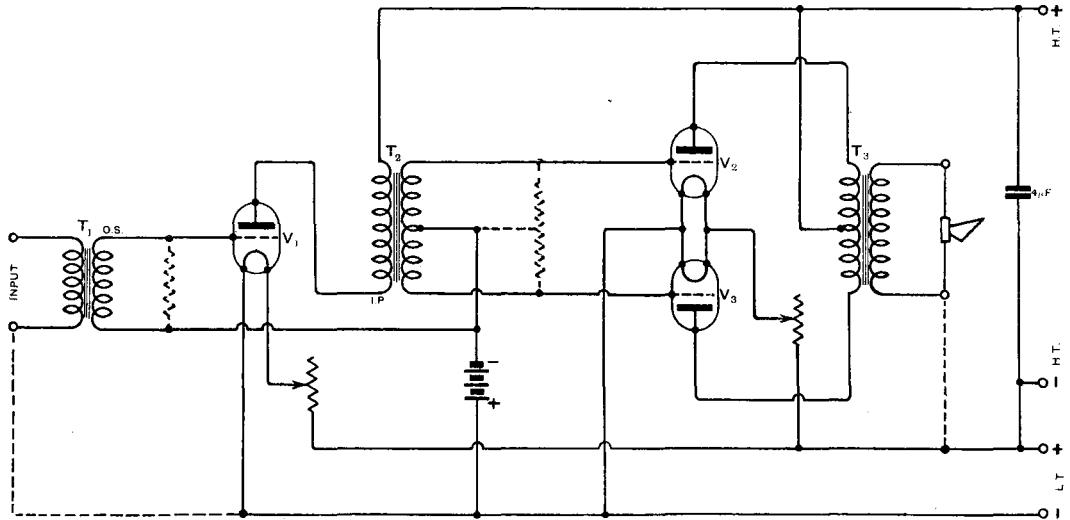 +
H.T.
T2
V2
T3
4µF
T1
O.S.
V1
INPUT
I.P
V3
-
+
H.T.
-
+
L T
-